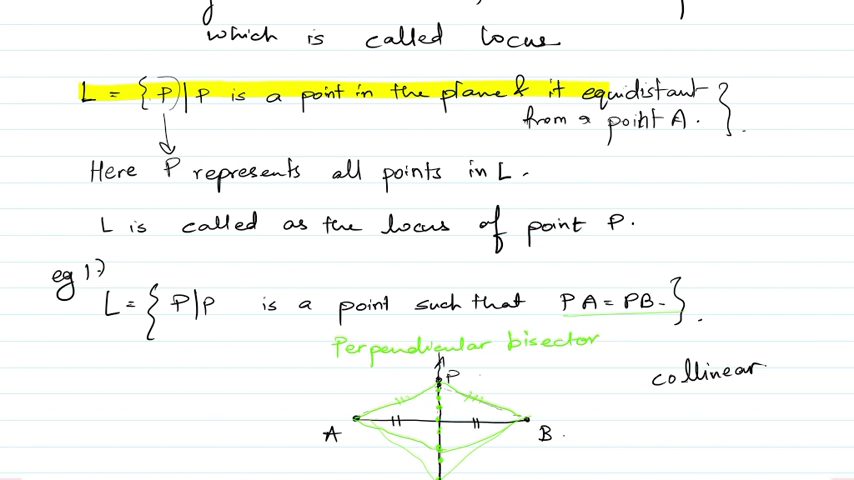 which is called locus
L = { P | P is a point in the plane & it equidistant
from a point A. }.
Here P represents all points in L.
L is called as the locus of point P.
eg 1:)
L = { P | P is a point such that PA = PB. }.
Perpendicular bisector
P
collinear
A B.